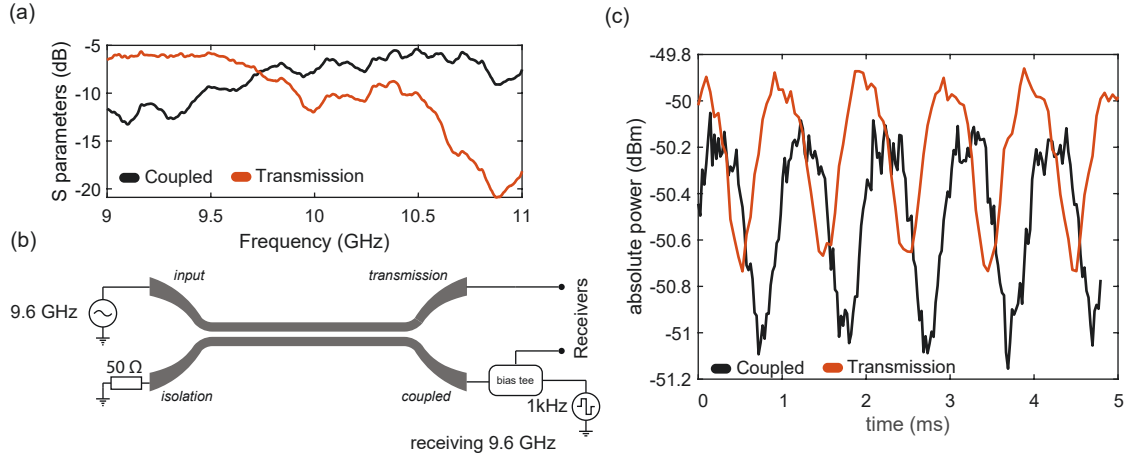 (a)
S parameters (dB)
-5
-10
-15
-20
Coupled
Transmission
9
9.5
10
10.5
11
Frequency (GHz)
(b)
input
transmission
9.6 GHz
50 Ω
isolation
coupled
bias tee
Receivers
1kHz
receiving 9.6 GHz
(c)
absolute power (dBm)
-49.8
-50
-50.2
-50.4
-50.6
-50.8
-51
-51.2
Coupled
Transmission
0
1
2
3
4
5
time (ms)